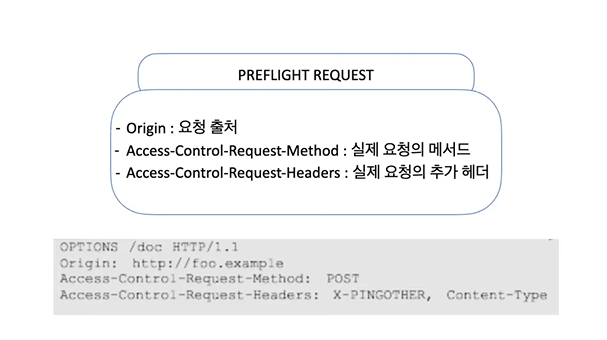 PREFLIGHT REQUEST
- Origin : 요청 출처
- Access-Control-Request-Method : 실제 요청의 메서드
- Access-Control-Request-Headers : 실제 요청의 추가 헤더
OPTIONS /doc HTTP/1.1
Origin: http://foo.example
Access-Control-Request-Method: POST
Access-Control-Request-Headers: X-PINGOTHER, Content-Type